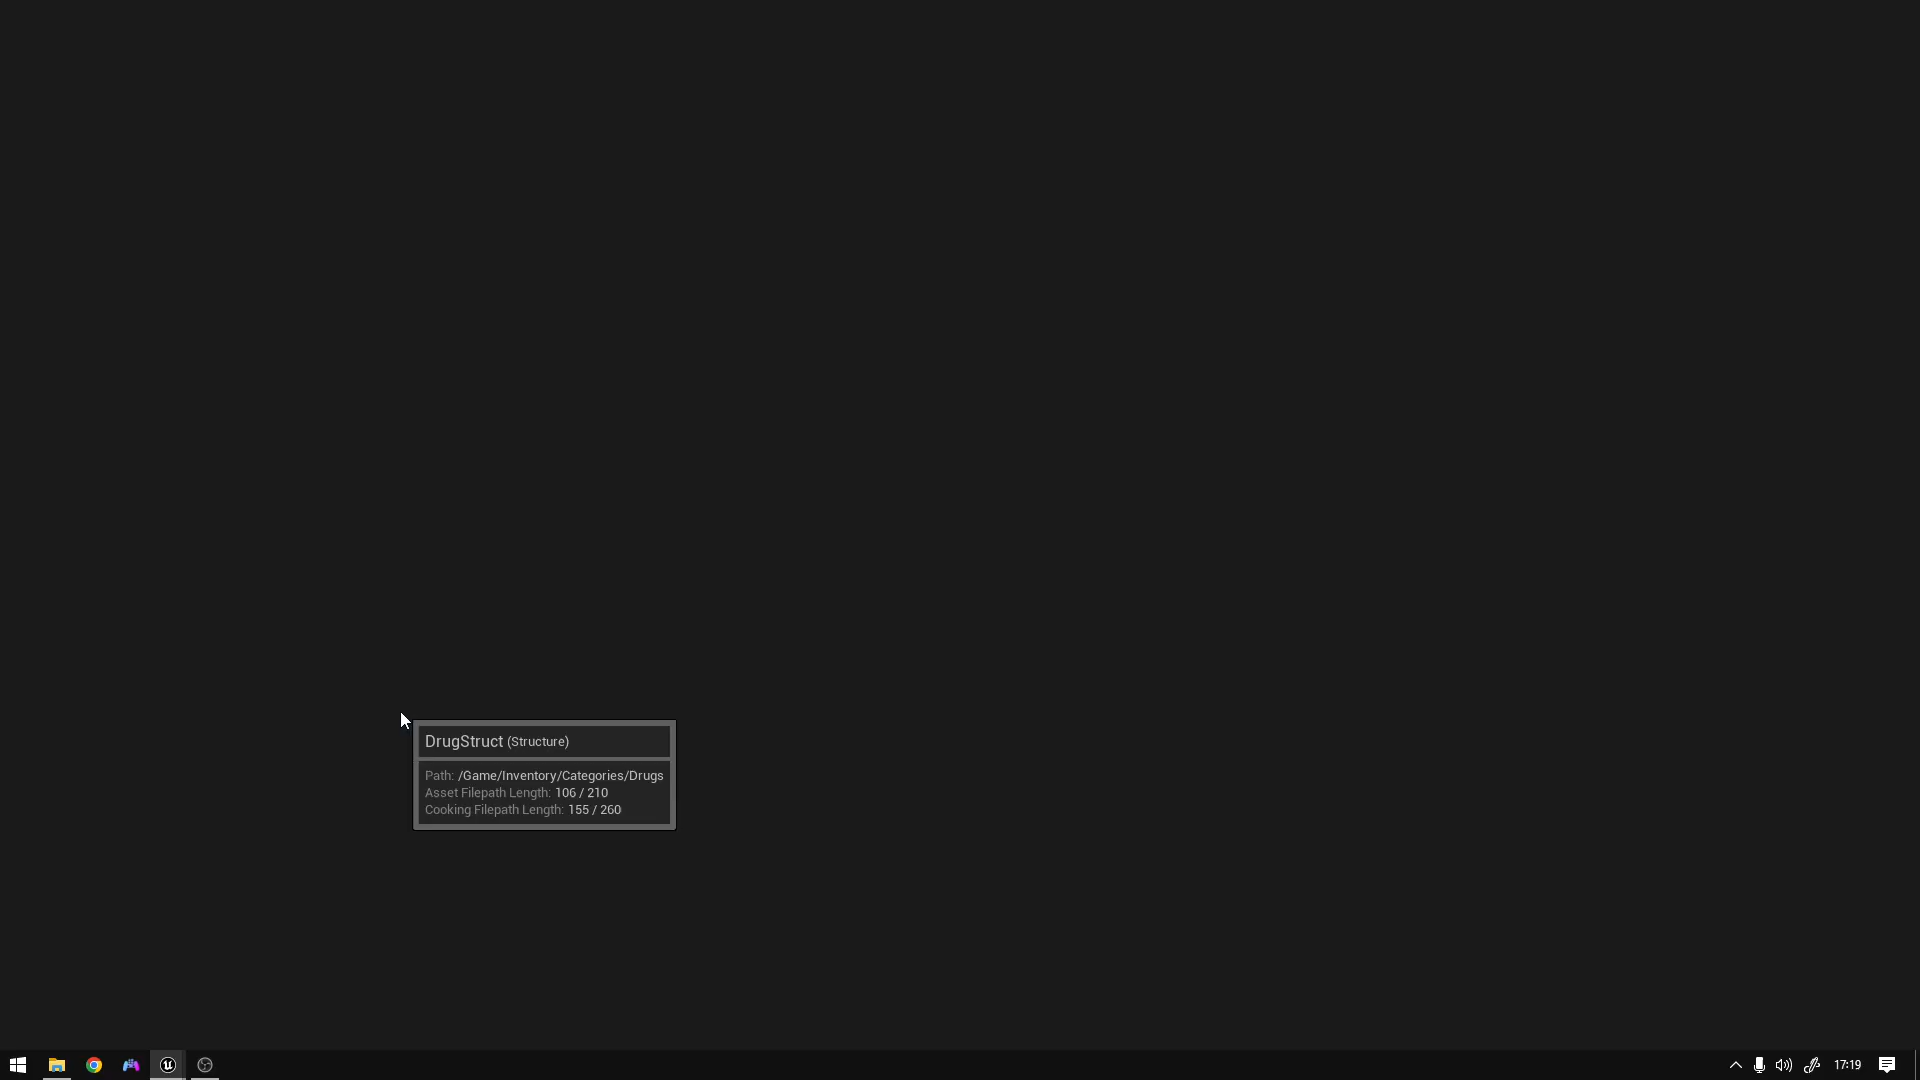 DrugStruct (Structure)
Path: /Game/Inventory/Categories/Drugs
Asset Filepath Length: 106 / 210
Cooking Filepath Length: 155 / 260
17:19